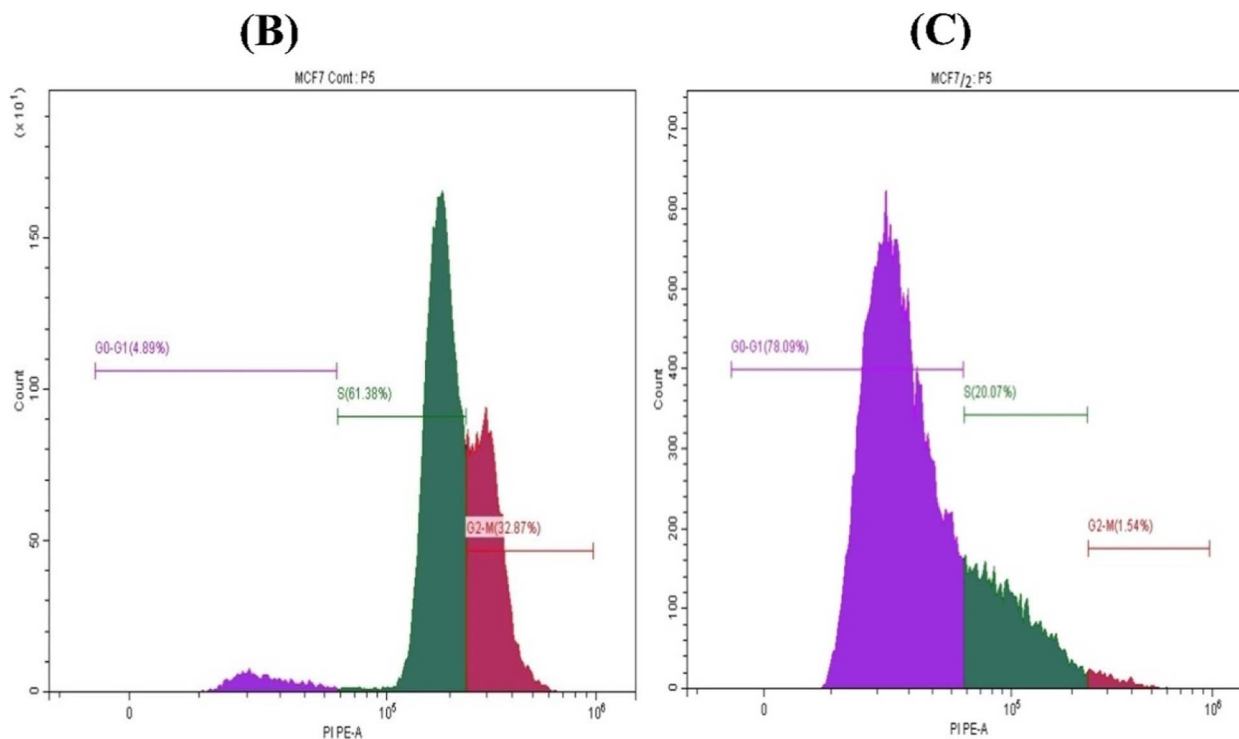 (B)
(C)
MCF7 Cont : P5
(x 10¹)
150
100
50
0
Count
G0-G1(4.89%)
S(61.38%)
G2-M(32.87%)
0
10⁵
10⁶
PI PE-A
MCF7/2: P5
700
600
500
400
300
200
100
0
Count
G0-G1(78.09%)
S(20.07%)
G2-M(1.54%)
0
10⁵
10⁶
PI PE-A